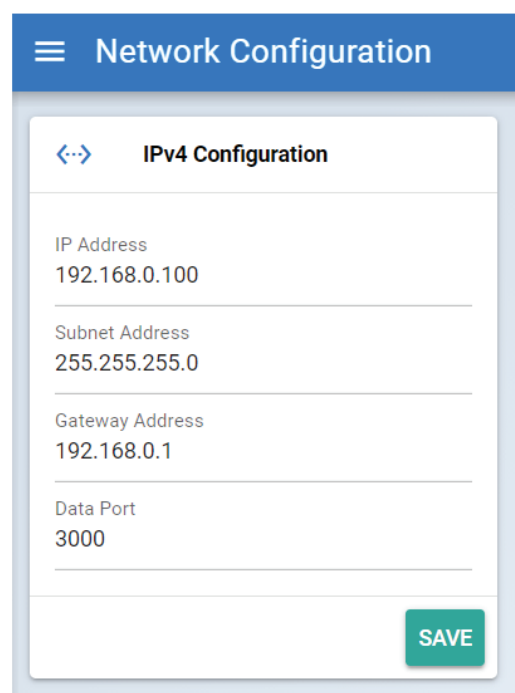 Network Configuration
IPv4 Configuration
IP Address
192.168.0.100
Subnet Address
255.255.255.0
Gateway Address
192.168.0.1
Data Port
3000
SAVE